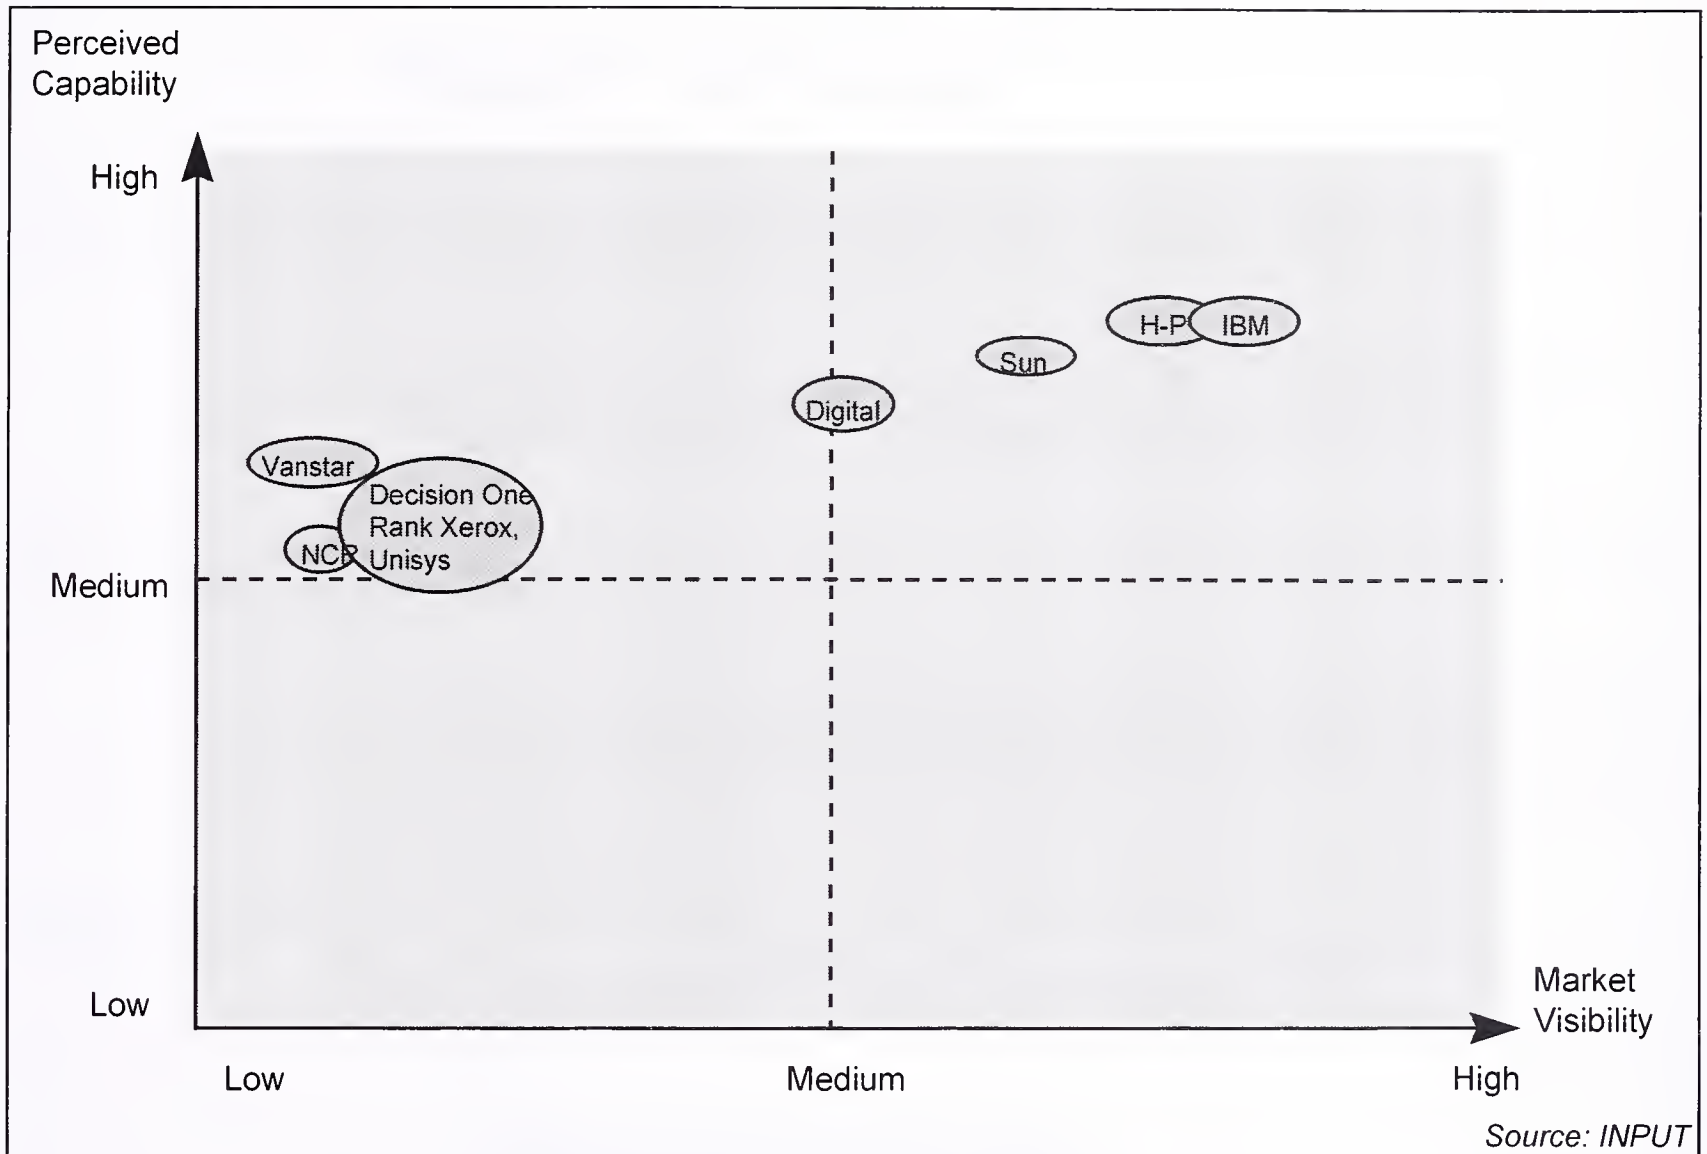 Perceived
Capability
High
H-P
IBM
Sun
Digital
Vanstar
Decision One
Rank Xerox,
NCR
Unisys
Medium
Low
Market
Visibility
Low
Medium
High
Source: INPUT